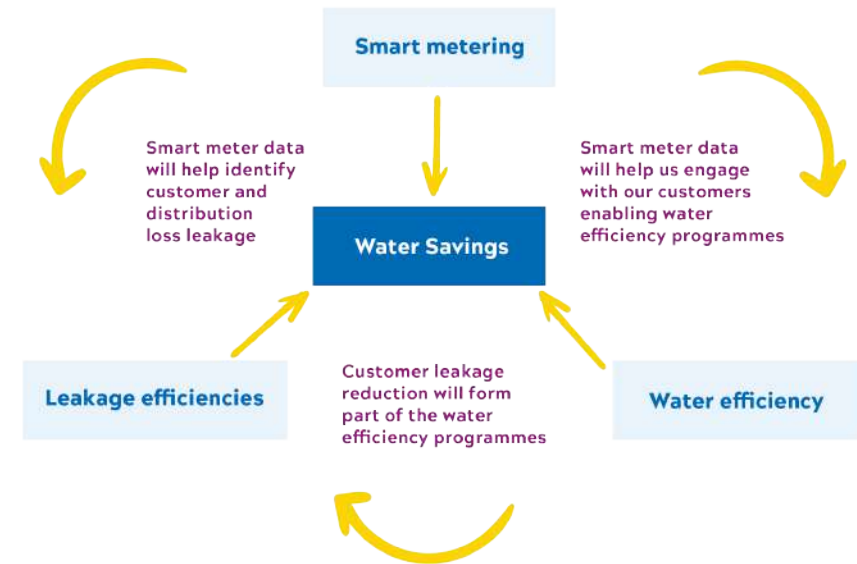 Smart metering
Smart meter data
will help identify
customer and
distribution
loss leakage
Smart meter data
will help us engage
with our customers
enabling water
efficiency programmes
Water Savings
Leakage efficiencies
Customer leakage
reduction will form
part of the water
efficiency programmes
Water efficiency